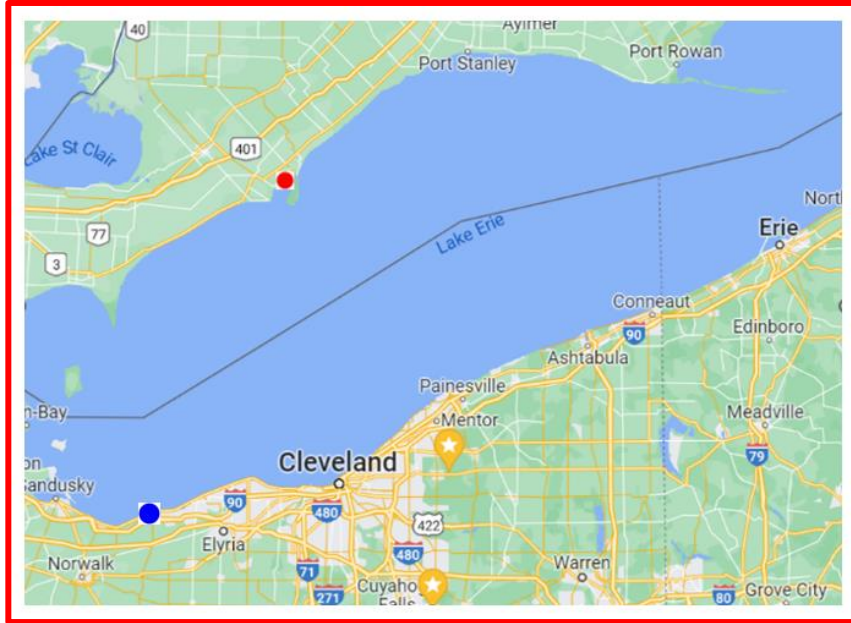 40
Aylmer
Port Stanley
Port Rowan
Lake St Clair
401
77
3
Lake Erie
Erie
Conneaut
90
Edinboro
Ashtabula
Painesville
n-Bay
Mentor
Meadville
Cleveland
79
Sandusky
90
480
422
Elyria
Norwalk
71
480
Warren
271
Cuyaho
Falls
80
Grove City